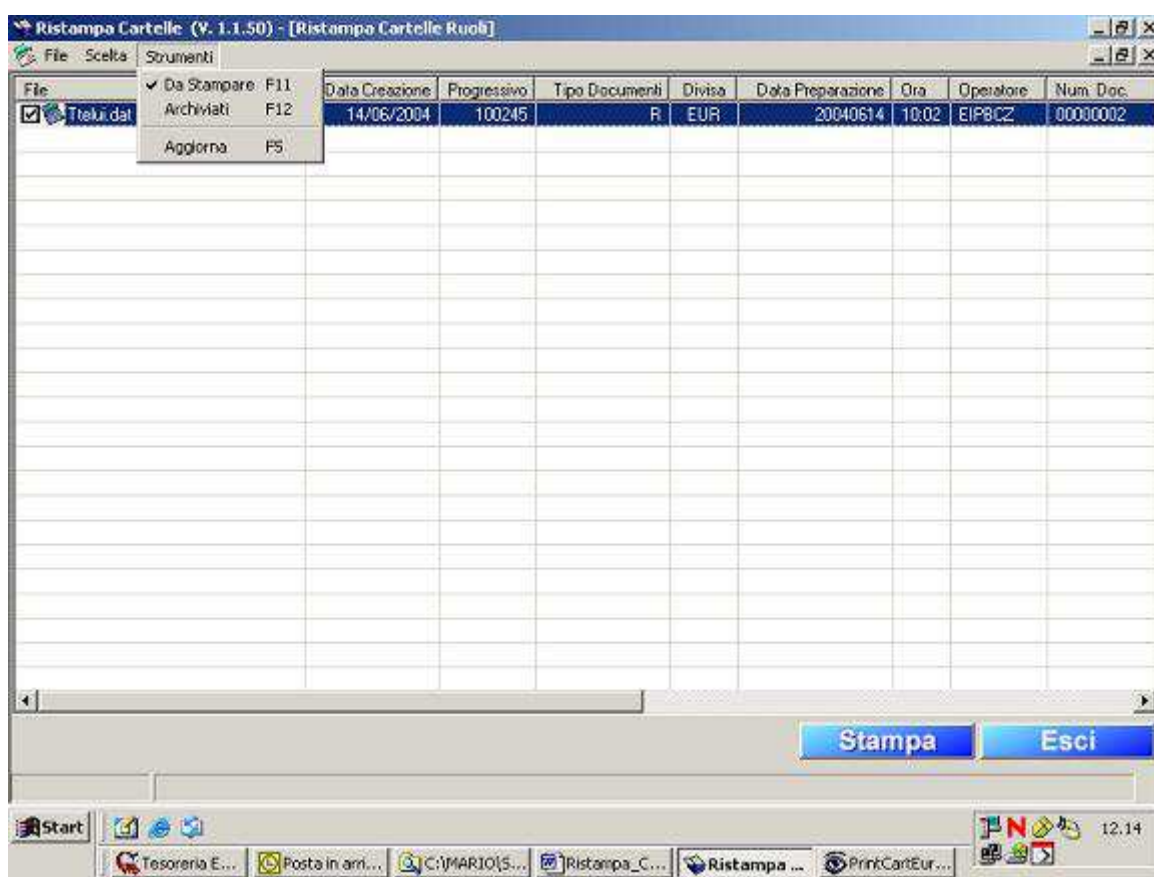 Ristampa Cartelle (V. 1.1.50) - [Ristampa Cartelle Ruoli]
File Scelta Strumenti
Da Stampare F11
Archiviati F12
Aggiorna F5
File Data Creazione Progressivo Tipo Documenti Divisa Data Preparazione Ora Operatore Num. Doc.
Ttelui.dat 14/06/2004 100245 R EUR 20040614 10:02 EIPBCZ 00000002
Stampa Esci
Start 12.14
Tesoreria E... Posta in arri... C:\MARIO\S... Ristampa_C... Ristampa ... PrintCartEur...